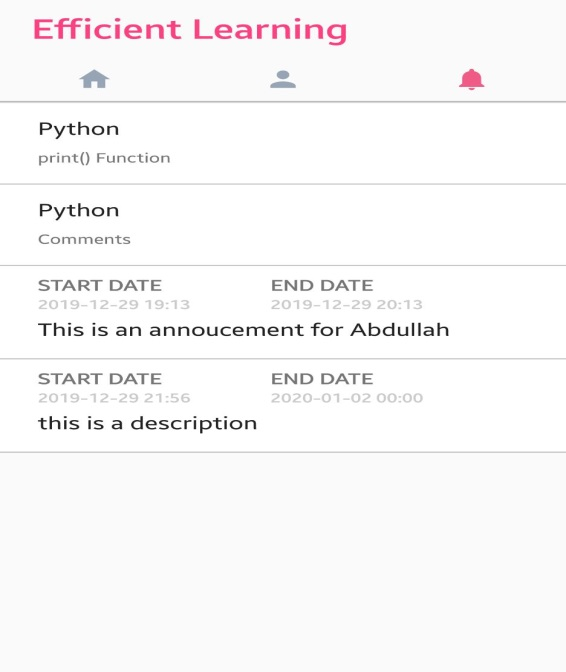 Efficient Learning
Python
print() Function
Python
Comments
START DATE END DATE
2019-12-29 19:13 2019-12-29 20:13
This is an annoucement for Abdullah
START DATE END DATE
2019-12-29 21:56 2020-01-02 00:00
this is a description